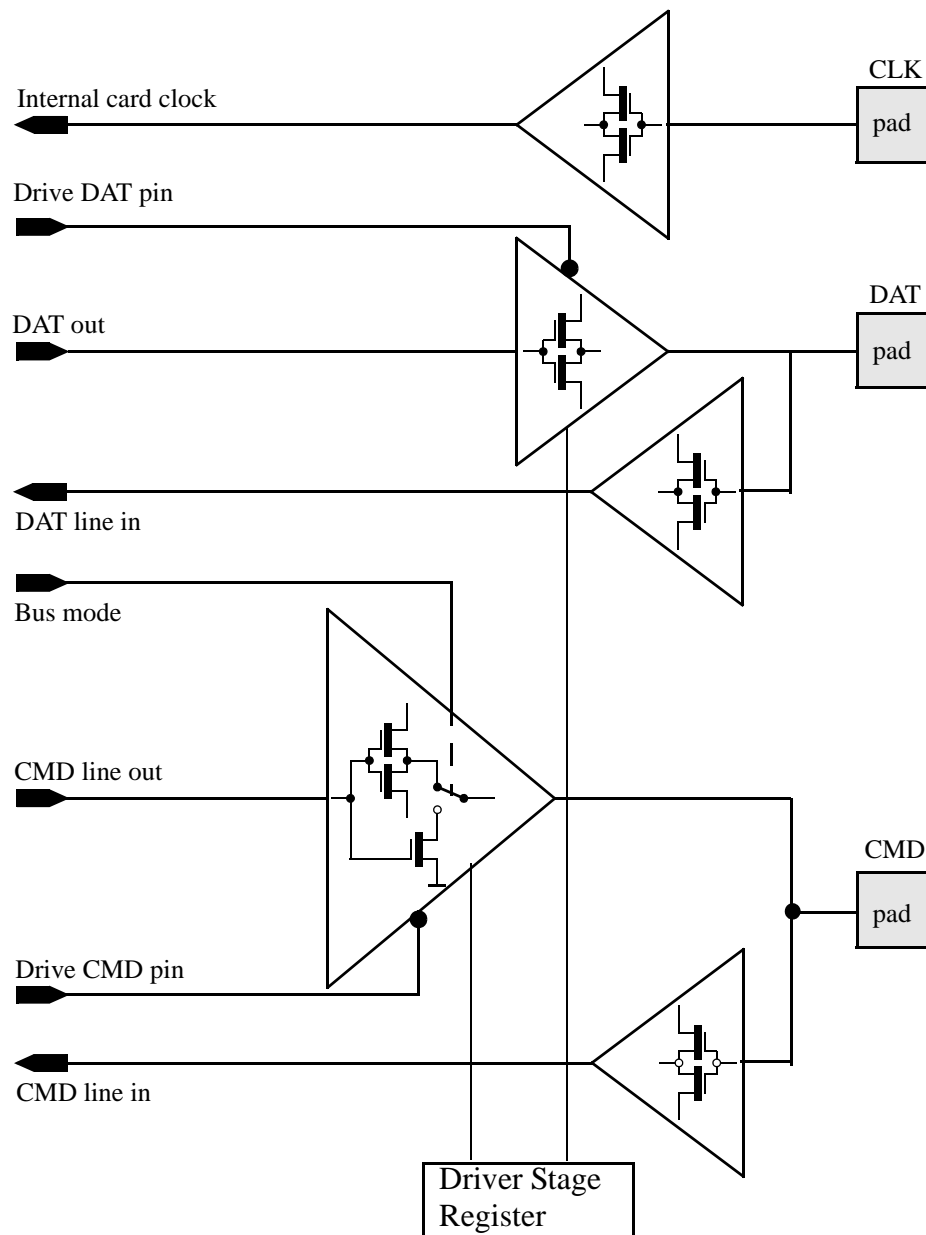 CLK
Internal card clock
pad
Drive DAT pin
DAT
DAT out
pad
DAT line in
Bus mode
CMD line out
CMD
pad
Drive CMD pin
CMD line in
Driver Stage
Register